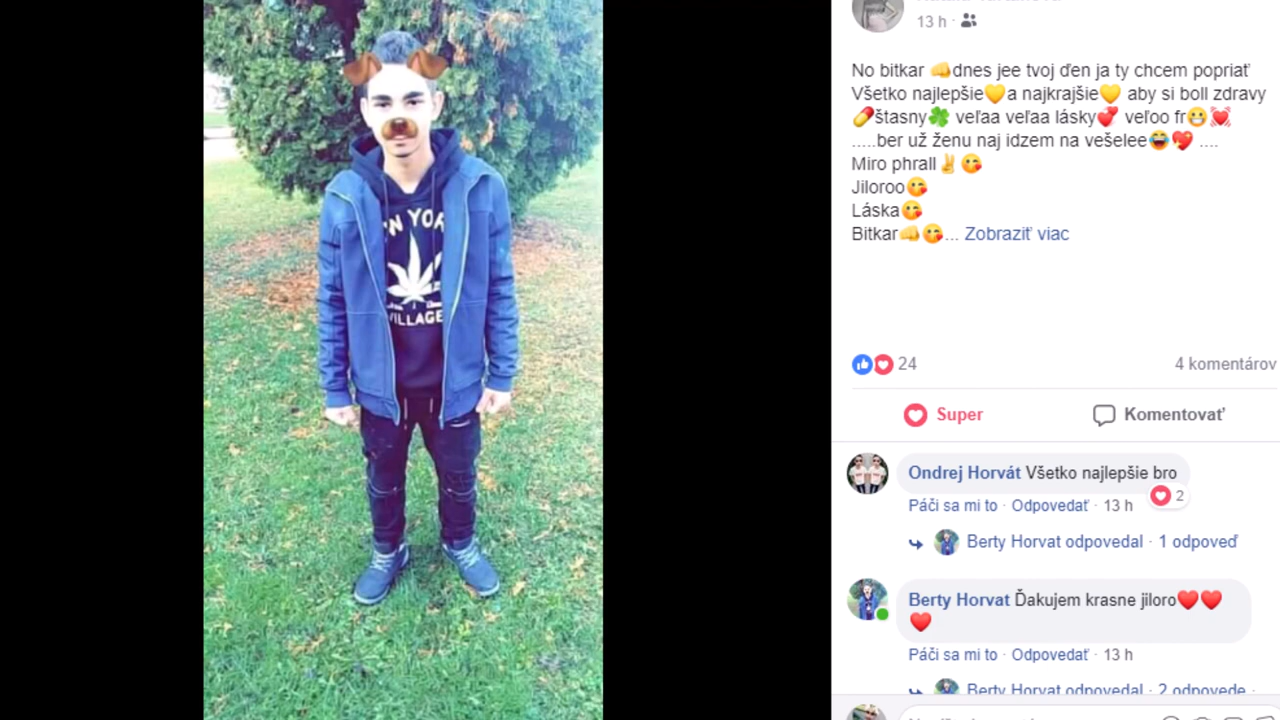 N YOR
VILLAGE
13 h ·
No bitkar 👊dnes jee tvoj ďen ja ty chcem popriať
Všetko najlepšie💛a najkrajšie💛 aby si boll zdravy
💊štasny🍀 veľaa veľaa lásky💕 veľoo fr😬💓
.....ber už ženu naj idzem na vešelee😂💖 ....
Miro phrall✌😘
Jiloroo😘
Láska😘
Bitkar👊😘... Zobraziť viac
24 4 komentárov
Super Komentovať
Ondrej Horvát Všetko najlepšie bro
Páči sa mi to · Odpovedať · 13 h 2
Berty Horvat odpovedal · 1 odpoveď
Berty Horvat Ďakujem krasne jiloro❤❤
❤
Páči sa mi to · Odpovedať · 13 h
Berty Horvat odpovedal · 2 odpovede ·